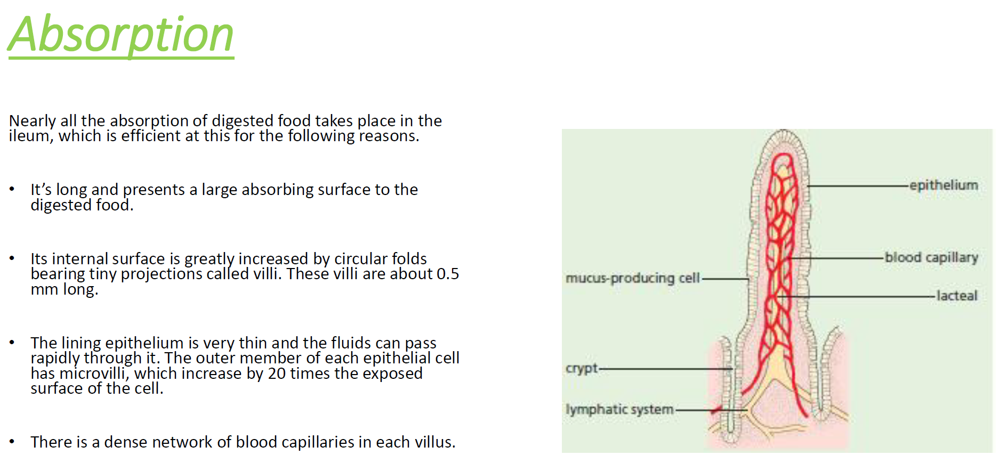 Absorption
Nearly all the absorption of digested food takes place in the
ileum, which is efficient at this for the following reasons.
• It’s long and presents a large absorbing surface to the
digested food.
• Its internal surface is greatly increased by circular folds
bearing tiny projections called villi. These villi are about 0.5
mm long.
• The lining epithelium is very thin and the fluids can pass
rapidly through it. The outer member of each epithelial cell
has microvilli, which increase by 20 times the exposed
surface of the cell.
• There is a dense network of blood capillaries in each villus.
epithelium
blood capillary
mucus-producing cell
lacteal
crypt
lymphatic system